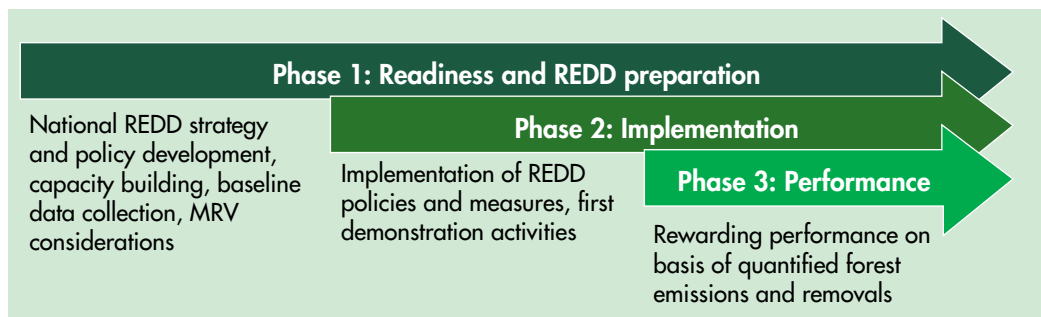 Phase 1: Readiness and REDD preparation
National REDD strategy
and policy development,
capacity building, baseline
data collection, MRV
considerations
Phase 2: Implementation
Implementation of REDD
policies and measures, first
demonstration activities
Phase 3: Performance
Rewarding performance on
basis of quantified forest
emissions and removals